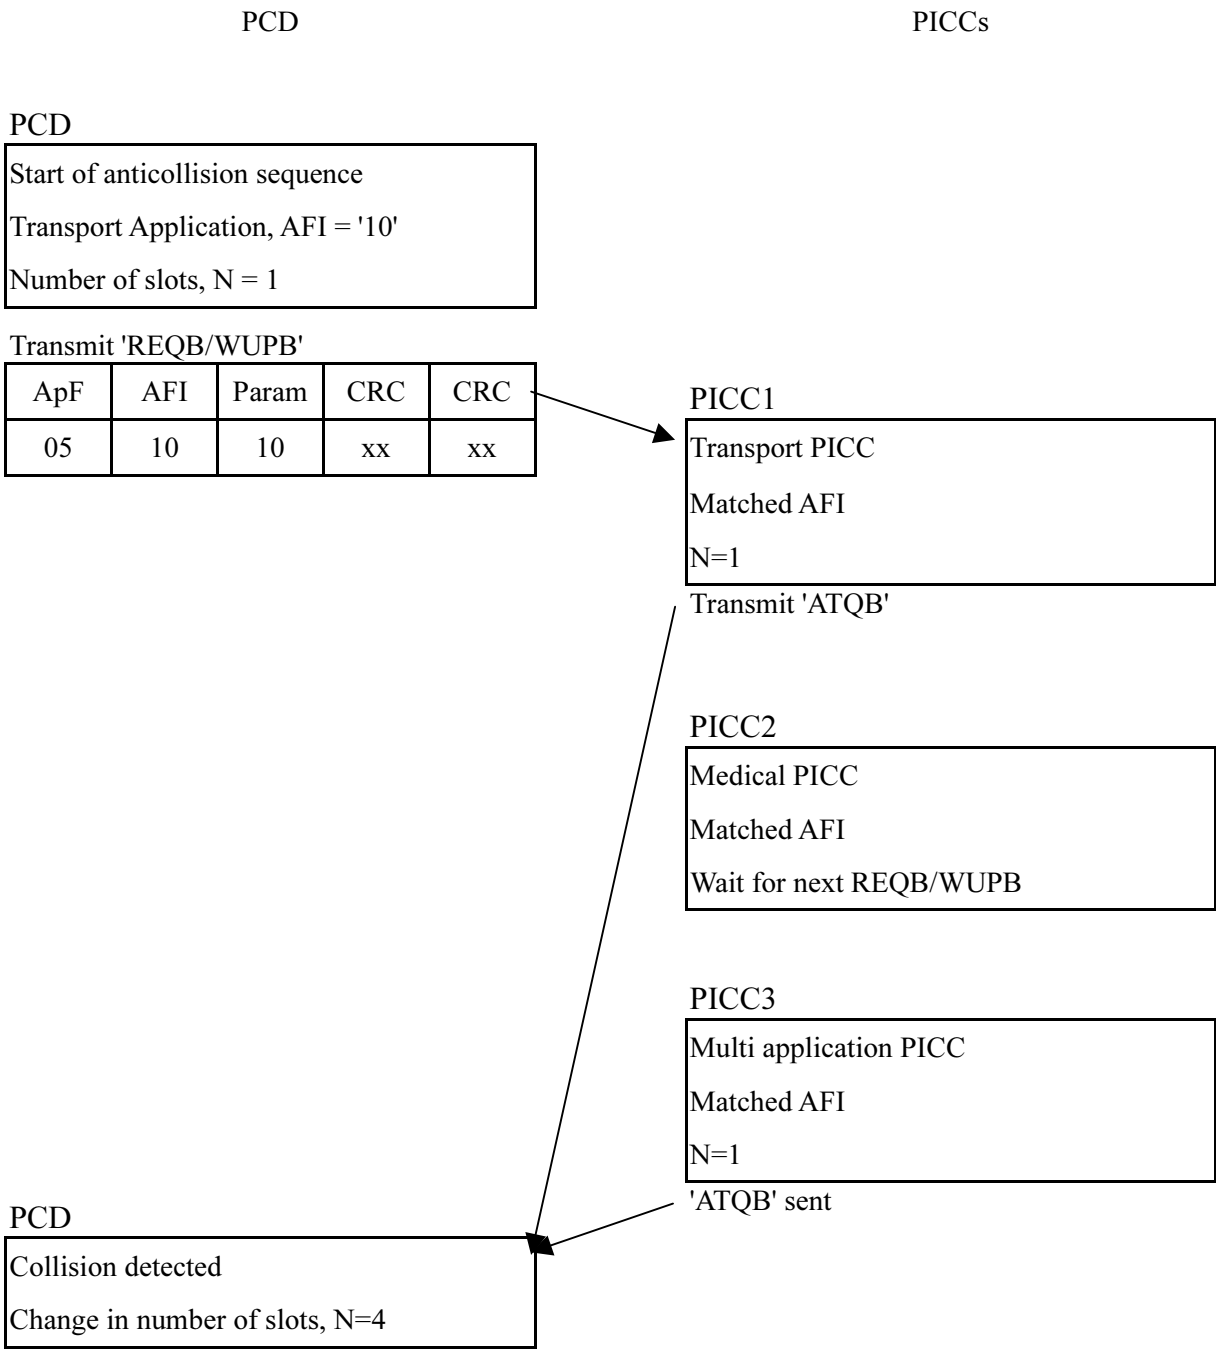 PCD PICCs
PCD
Start of anticollision sequence
Transport Application, AFI = '10'
Number of slots, N = 1
Transmit 'REQB/WUPB'
ApF AFI Param CRC CRC
05 10 10 xx xx
PICC1
Transport PICC
Matched AFI
N=1
Transmit 'ATQB'
PICC2
Medical PICC
Matched AFI
Wait for next REQB/WUPB
PICC3
Multi application PICC
Matched AFI
N=1
'ATQB' sent
PCD
Collision detected
Change in number of slots, N=4